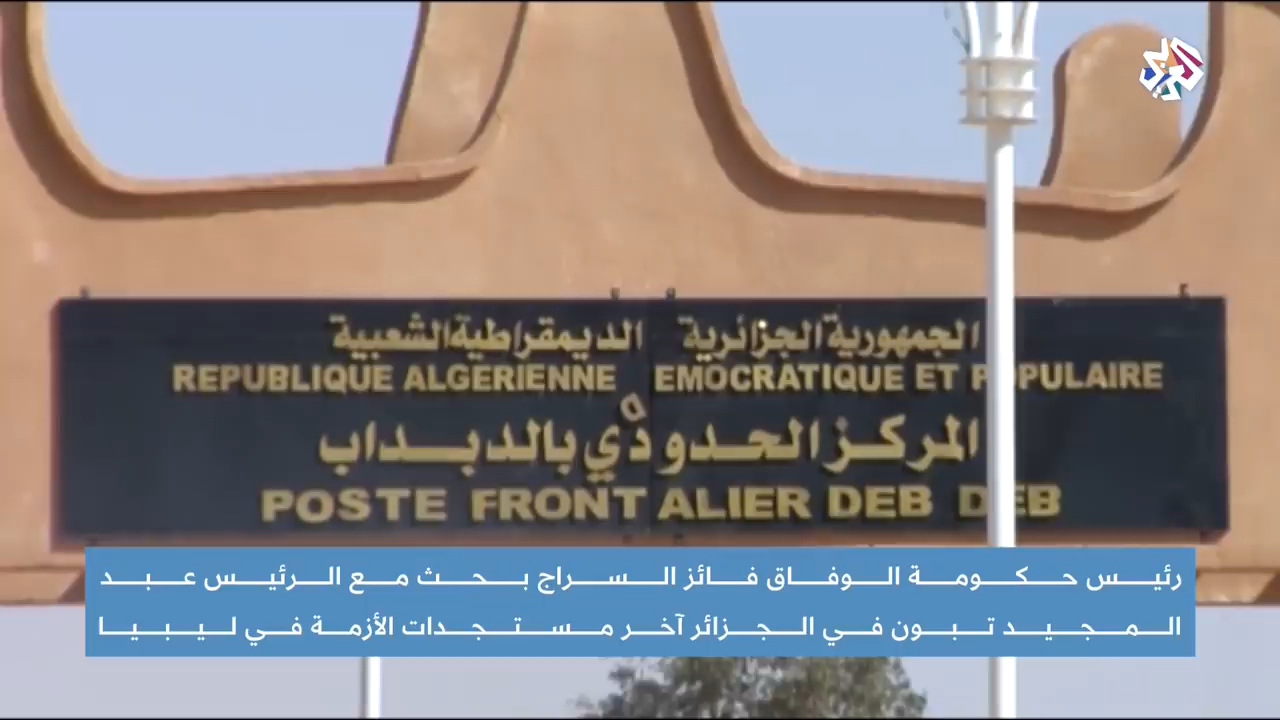 الجمهورية الجزائرية الديمقراطية الشعبية
REPUBLIQUE ALGERIENNE EMOCRATIQUE ET POPULAIRE
المركز الحدودي بالدبداب
POSTE FRONTALIER DEB DEB
رئيس حكومة الوفاق فائز السراج بحث مع الرئيس عبد
المجيد تبون في الجزائر آخر مستجدات الأزمة في ليبيا